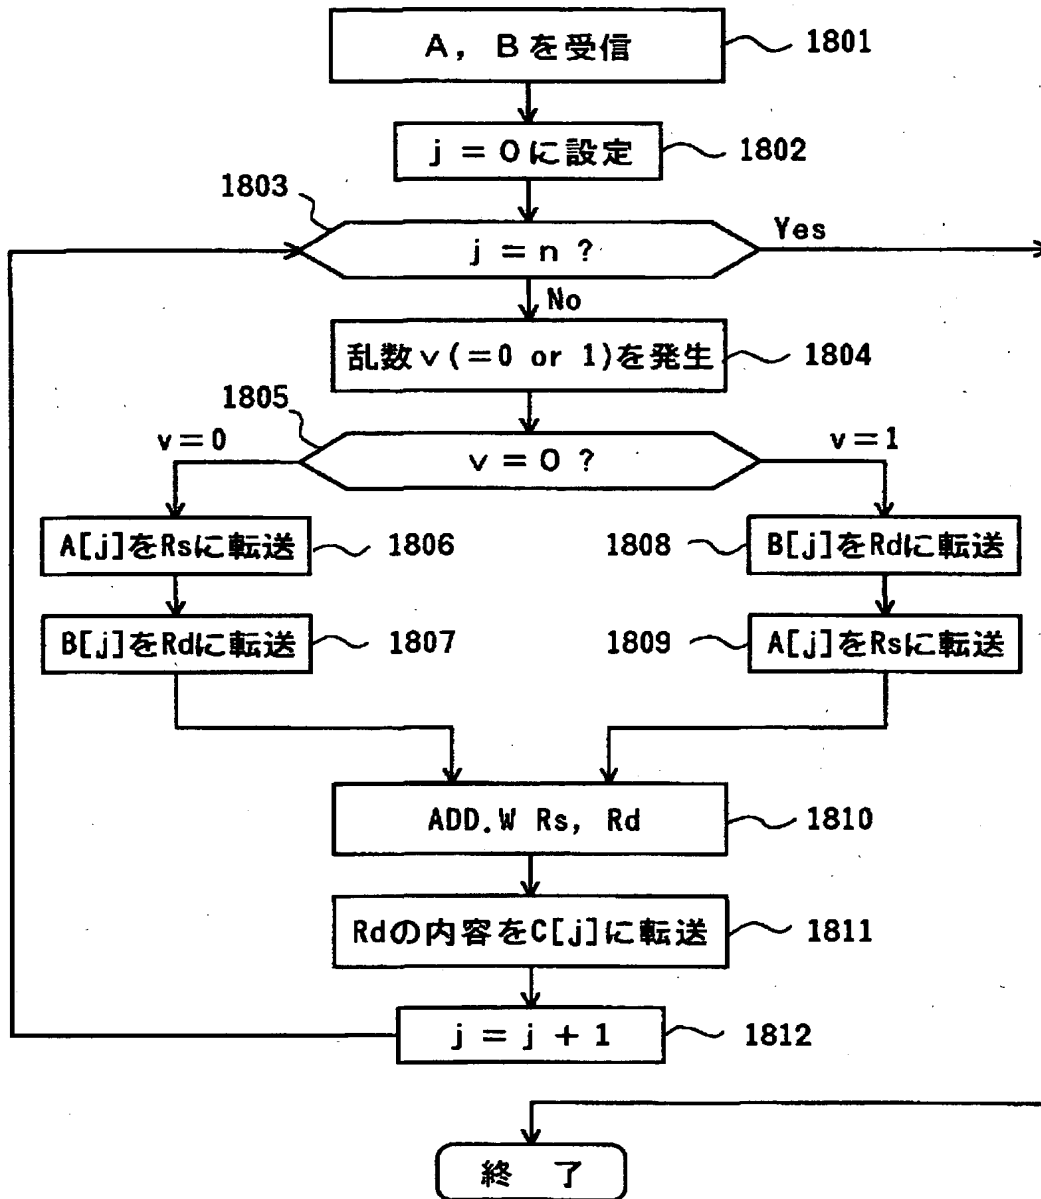 A, Bを受信
1801
j = 0に設定
1802
1803
j = n ?
Yes
No
乱数v(=0 or 1)を発生
1804
1805
v=0
v = 0 ?
v=1
A[j]をRsに転送
1806
1808
B[j]をRdに転送
B[j]をRdに転送
1807
1809
A[j]をRsに転送
ADD.W Rs, Rd
1810
Rdの内容をC[j]に転送
1811
j = j + 1
1812
終 了